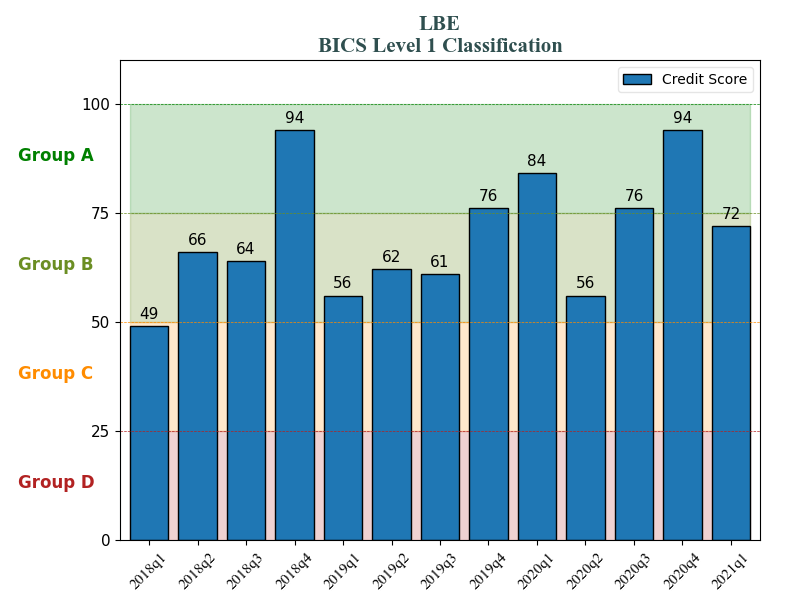 LBE
BICS Level 1 Classification
Credit Score
100
75
50
25
0
Group A
Group B
Group C
Group D
49
66
64
94
56
62
61
76
84
56
76
94
72
2018q1
2018q2
2018q3
2018q4
2019q1
2019q2
2019q3
2019q4
2020q1
2020q2
2020q3
2020q4
2021q1